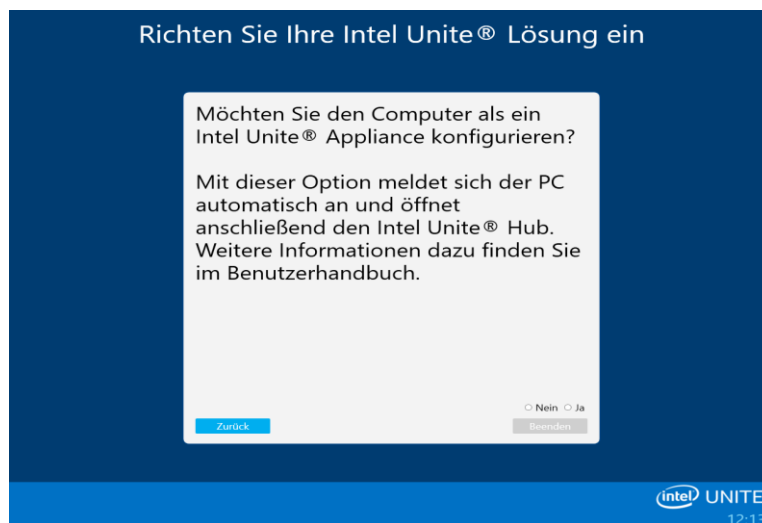 Richten Sie Ihre Intel Unite® Lösung ein
Möchten Sie den Computer als ein
Intel Unite® Appliance konfigurieren?
Mit dieser Option meldet sich der PC
automatisch an und öffnet
anschließend den Intel Unite® Hub.
Weitere Informationen dazu finden Sie
im Benutzerhandbuch.
Nein Ja
Zurück Beenden
intel UNITE
12:13